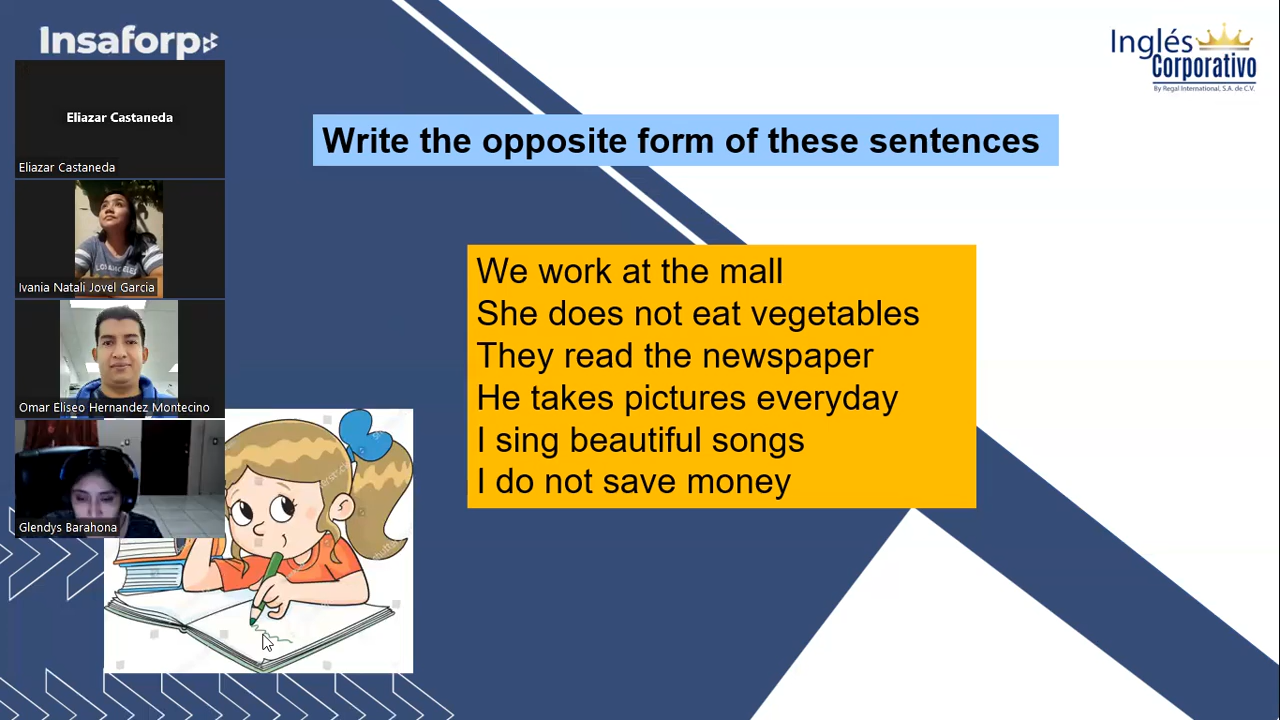 Insaforp
Inglés
Corporativo
By Regal International, S.A. de C.V.
Eliazar Castaneda
Eliazar Castaneda
Ivania Natali Jovel Garcia
Omar Eliseo Hernandez Montecino
Glendys Barahona
Write the opposite form of these sentences
We work at the mall
She does not eat vegetables
They read the newspaper
He takes pictures everyday
I sing beautiful songs
I do not save money